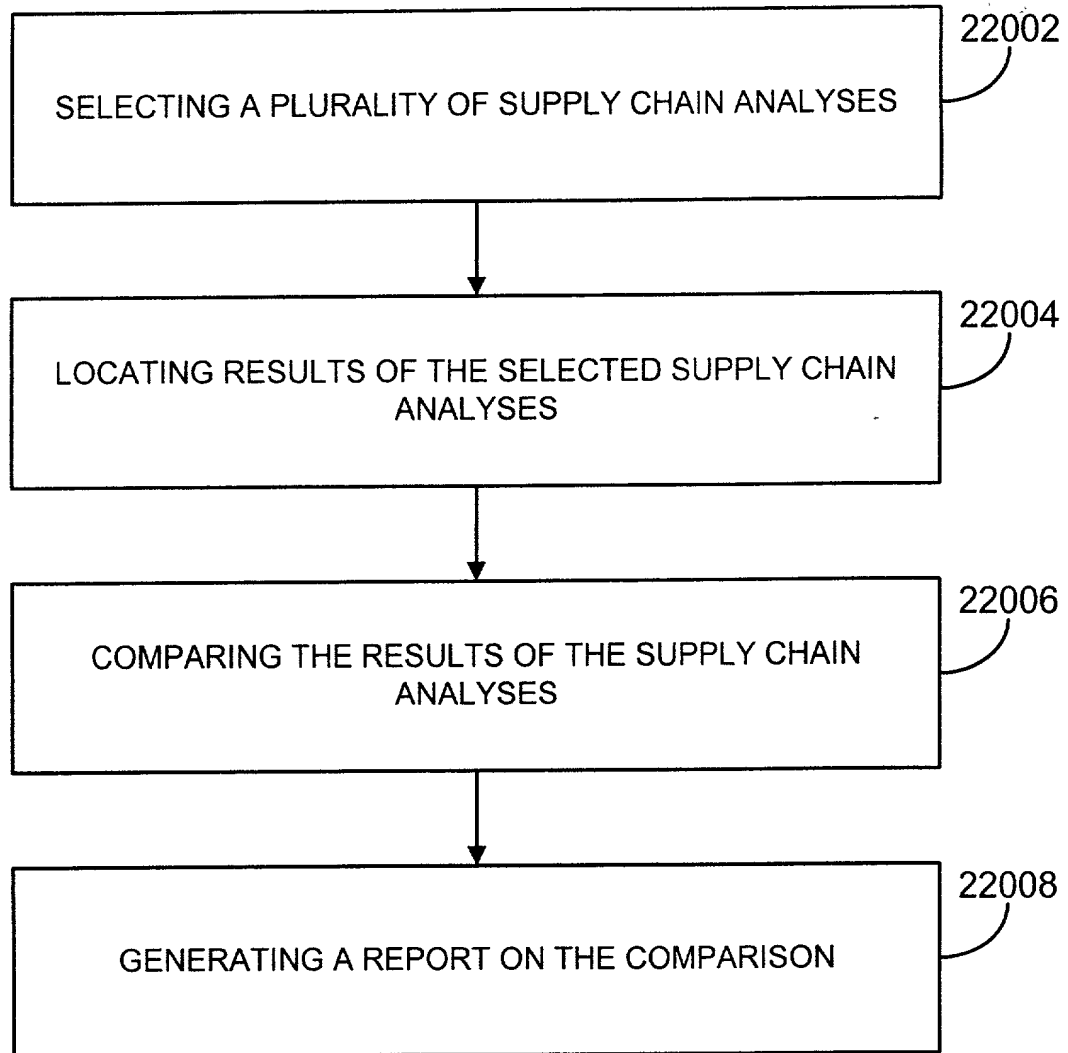 22002
SELECTING A PLURALITY OF SUPPLY CHAIN ANALYSES
22004
LOCATING RESULTS OF THE SELECTED SUPPLY CHAIN
ANALYSES
22006
COMPARING THE RESULTS OF THE SUPPLY CHAIN
ANALYSES
22008
GENERATING A REPORT ON THE COMPARISON